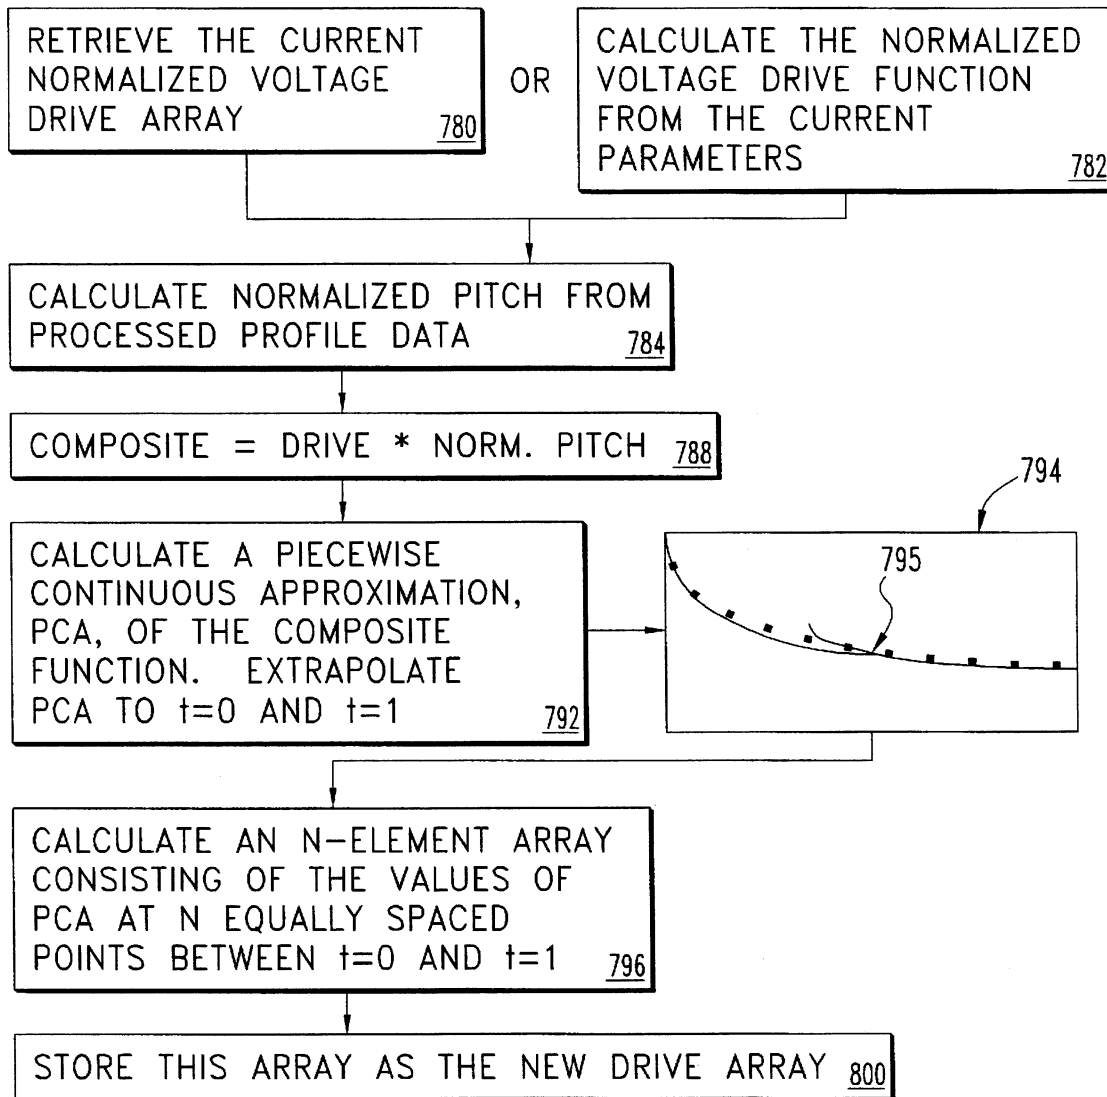 RETRIEVE THE CURRENT
NORMALIZED VOLTAGE
DRIVE ARRAY
780
OR
CALCULATE THE NORMALIZED
VOLTAGE DRIVE FUNCTION
FROM THE CURRENT
PARAMETERS
782
CALCULATE NORMALIZED PITCH FROM
PROCESSED PROFILE DATA
784
COMPOSITE = DRIVE * NORM. PITCH 788
CALCULATE A PIECEWISE
CONTINUOUS APPROXIMATION,
PCA, OF THE COMPOSITE
FUNCTION. EXTRAPOLATE
PCA TO t=0 AND t=1
792
794
795
CALCULATE AN N-ELEMENT ARRAY
CONSISTING OF THE VALUES OF
PCA AT N EQUALLY SPACED
POINTS BETWEEN t=0 AND t=1
796
STORE THIS ARRAY AS THE NEW DRIVE ARRAY 800